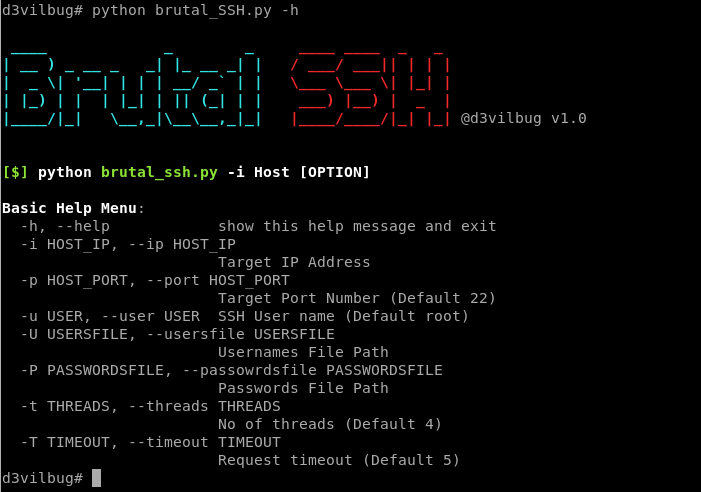 d3vilbug# python brutal_SSH.py -h
Brutal SSH @d3vilbug v1.0
[$] python brutal_ssh.py -i Host [OPTION]
Basic Help Menu:
-h, --help show this help message and exit
-i HOST_IP, --ip HOST_IP
Target IP Address
-p HOST_PORT, --port HOST_PORT
Target Port Number (Default 22)
-u USER, --user USER SSH User name (Default root)
-U USERSFILE, --usersfile USERSFILE
Usernames File Path
-P PASSWORDSFILE, --passowrdsfile PASSWORDSFILE
Passwords File Path
-t THREADS, --threads THREADS
No of threads (Default 4)
-T TIMEOUT, --timeout TIMEOUT
Request timeout (Default 5)
d3vilbug#